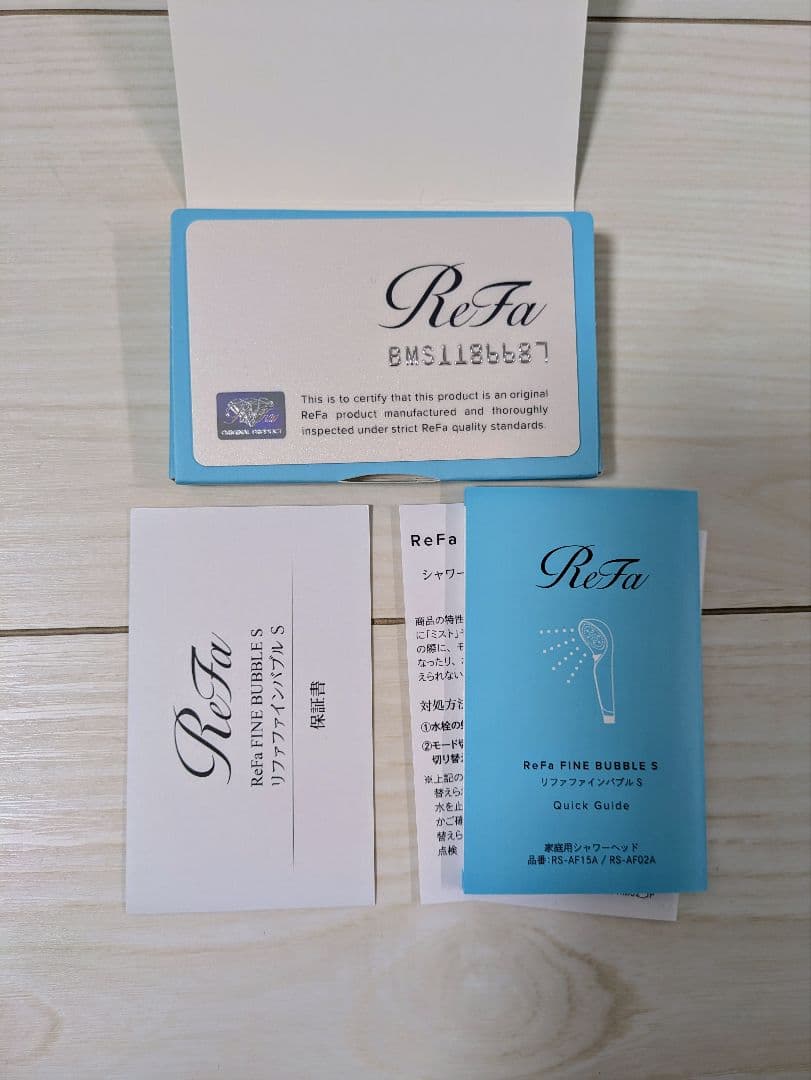 ReFa
BMS1186687
This is to certify that this product is an original
ReFa product manufactured and thoroughly
inspected under strict ReFa quality standards.
ORIGINAL PRODUCT
ReFa
ReFa FINE BUBBLE S
リファファインバブル S
保証書
ReFa
シャワー
商品の特性
に「ミスト」
の際に、モ
なったり、
えられない
対処方法
①水栓の
②モード切
切り替
※上記の
替えら
水を止
かご確
替えら
点検
ReFa
ReFa FINE BUBBLE S
リファファインバブル S
Quick Guide
家庭用シャワーヘッド
品番:RS-AF15A / RS-AF02A